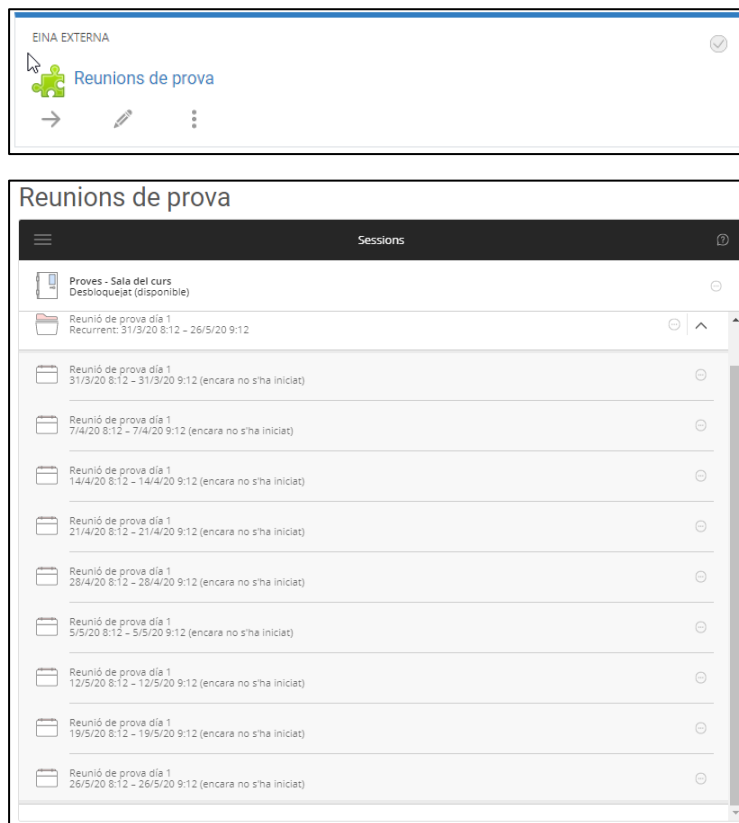 EINA EXTERNA
Reunions de prova
Reunions de prova
Sessions
Proves - Sala del curs
Desbloquejat (disponible)
Reunió de prova día 1
Recurrent: 31/3/20 8:12 – 26/5/20 9:12
Reunió de prova día 1
31/3/20 8:12 – 31/3/20 9:12 (encara no s'ha iniciat)
Reunió de prova día 1
7/4/20 8:12 – 7/4/20 9:12 (encara no s'ha iniciat)
Reunió de prova día 1
14/4/20 8:12 – 14/4/20 9:12 (encara no s'ha iniciat)
Reunió de prova día 1
21/4/20 8:12 – 21/4/20 9:12 (encara no s'ha iniciat)
Reunió de prova día 1
28/4/20 8:12 – 28/4/20 9:12 (encara no s'ha iniciat)
Reunió de prova día 1
5/5/20 8:12 – 5/5/20 9:12 (encara no s'ha iniciat)
Reunió de prova día 1
12/5/20 8:12 – 12/5/20 9:12 (encara no s'ha iniciat)
Reunió de prova día 1
19/5/20 8:12 – 19/5/20 9:12 (encara no s'ha iniciat)
Reunió de prova día 1
26/5/20 8:12 – 26/5/20 9:12 (encara no s'ha iniciat)